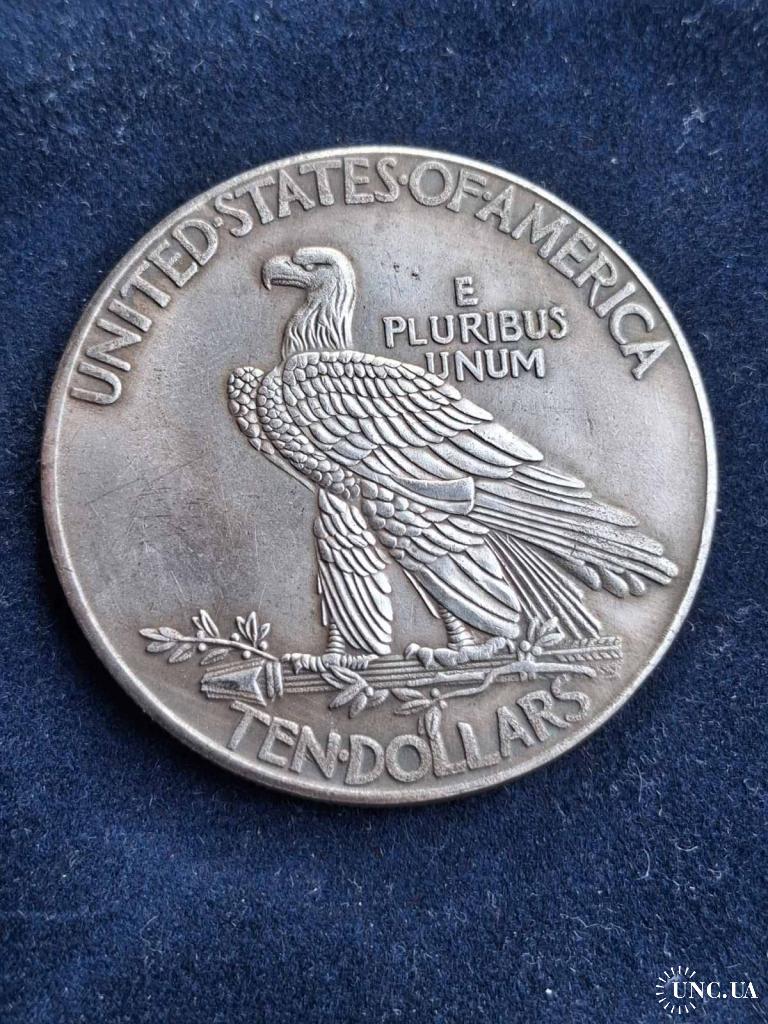 UNITED·STATES·OF·AMERICA
E
PLURIBUS
UNUM
TEN·DOLLARS
UNC.UA